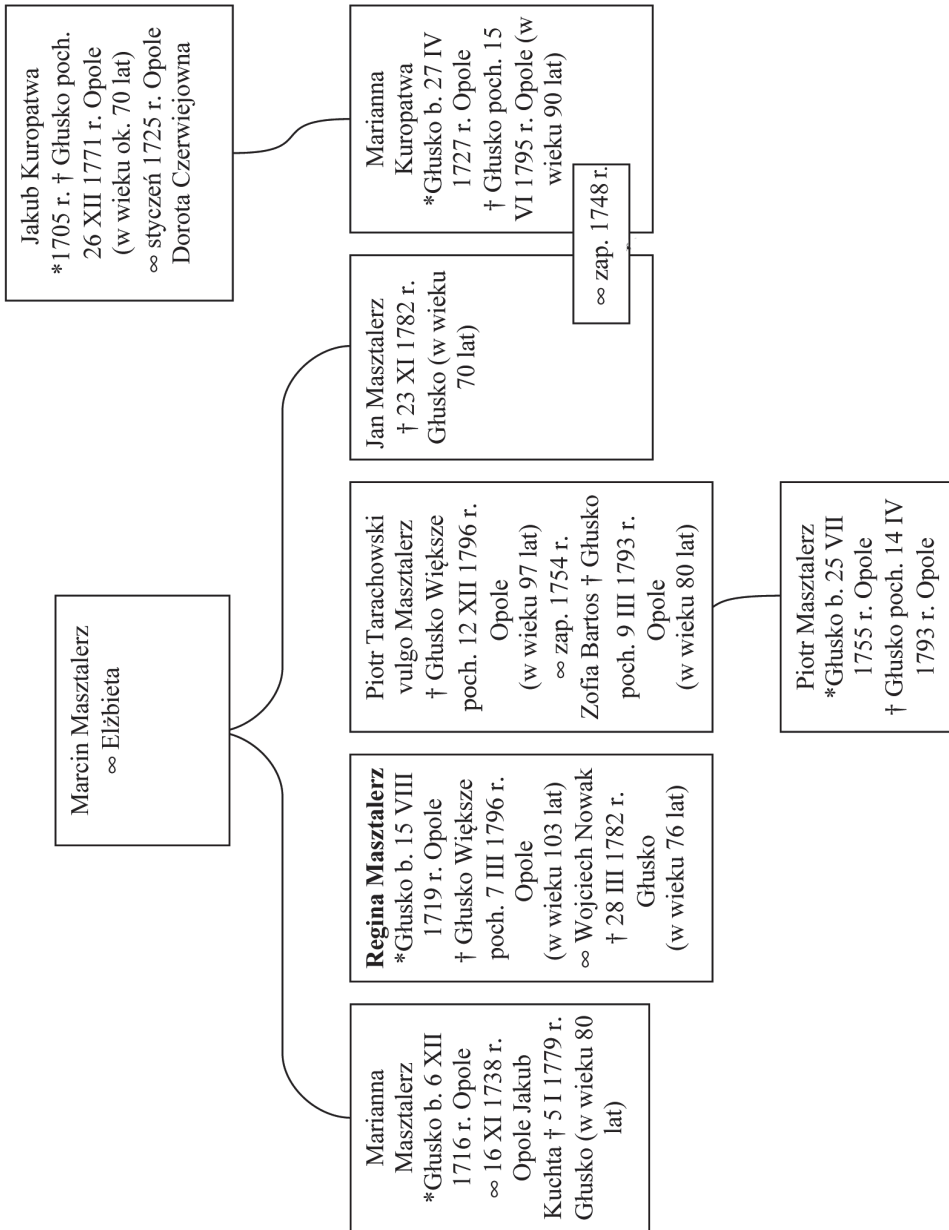 Marcin Masztalerz
∞ Elżbieta
Jakub Kuropatwa
*1705 r. † Głusko poch.
26 XII 1771 r. Opole
(w wieku ok. 70 lat)
∞ styczeń 1725 r. Opole
Dorota Czerwiejowna
Marianna
Masztalerz
*Głusko b. 6 XII
1716 r. Opole
∞ 16 XI 1738 r.
Opole Jakub
Kuchta † 5 I 1779 r.
Głusko (w wieku 80
lat)
Regina Masztalerz
*Głusko b. 15 VIII
1719 r. Opole
† Głusko Większe
poch. 7 III 1796 r.
Opole
(w wieku 103 lat)
∞ Wojciech Nowak
† 28 III 1782 r.
Głusko
(w wieku 76 lat)
Piotr Tarachowski
vulgo Masztalerz
† Głusko Większe
poch. 12 XII 1796 r.
Opole
(w wieku 97 lat)
∞ zap. 1754 r.
Zofia Bartos † Głusko
poch. 9 III 1793 r.
Opole
(w wieku 80 lat)
Jan Masztalerz
† 23 XI 1782 r.
Głusko (w wieku
70 lat)
∞ zap. 1748 r.
Marianna
Kuropatwa
*Głusko b. 27 IV
1727 r. Opole
† Głusko poch. 15
VI 1795 r. Opole (w
wieku 90 lat)
Piotr Masztalerz
*Głusko b. 25 VII
1755 r. Opole
† Głusko poch. 14 IV
1793 r. Opole